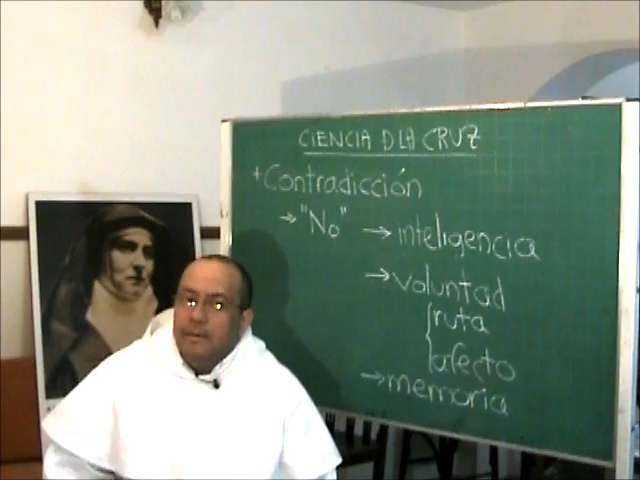 CIENCIA D LA CRUZ
+ Contradicción
→ "No" → inteligencia
→ voluntad
ruta
afecto
→ memoria